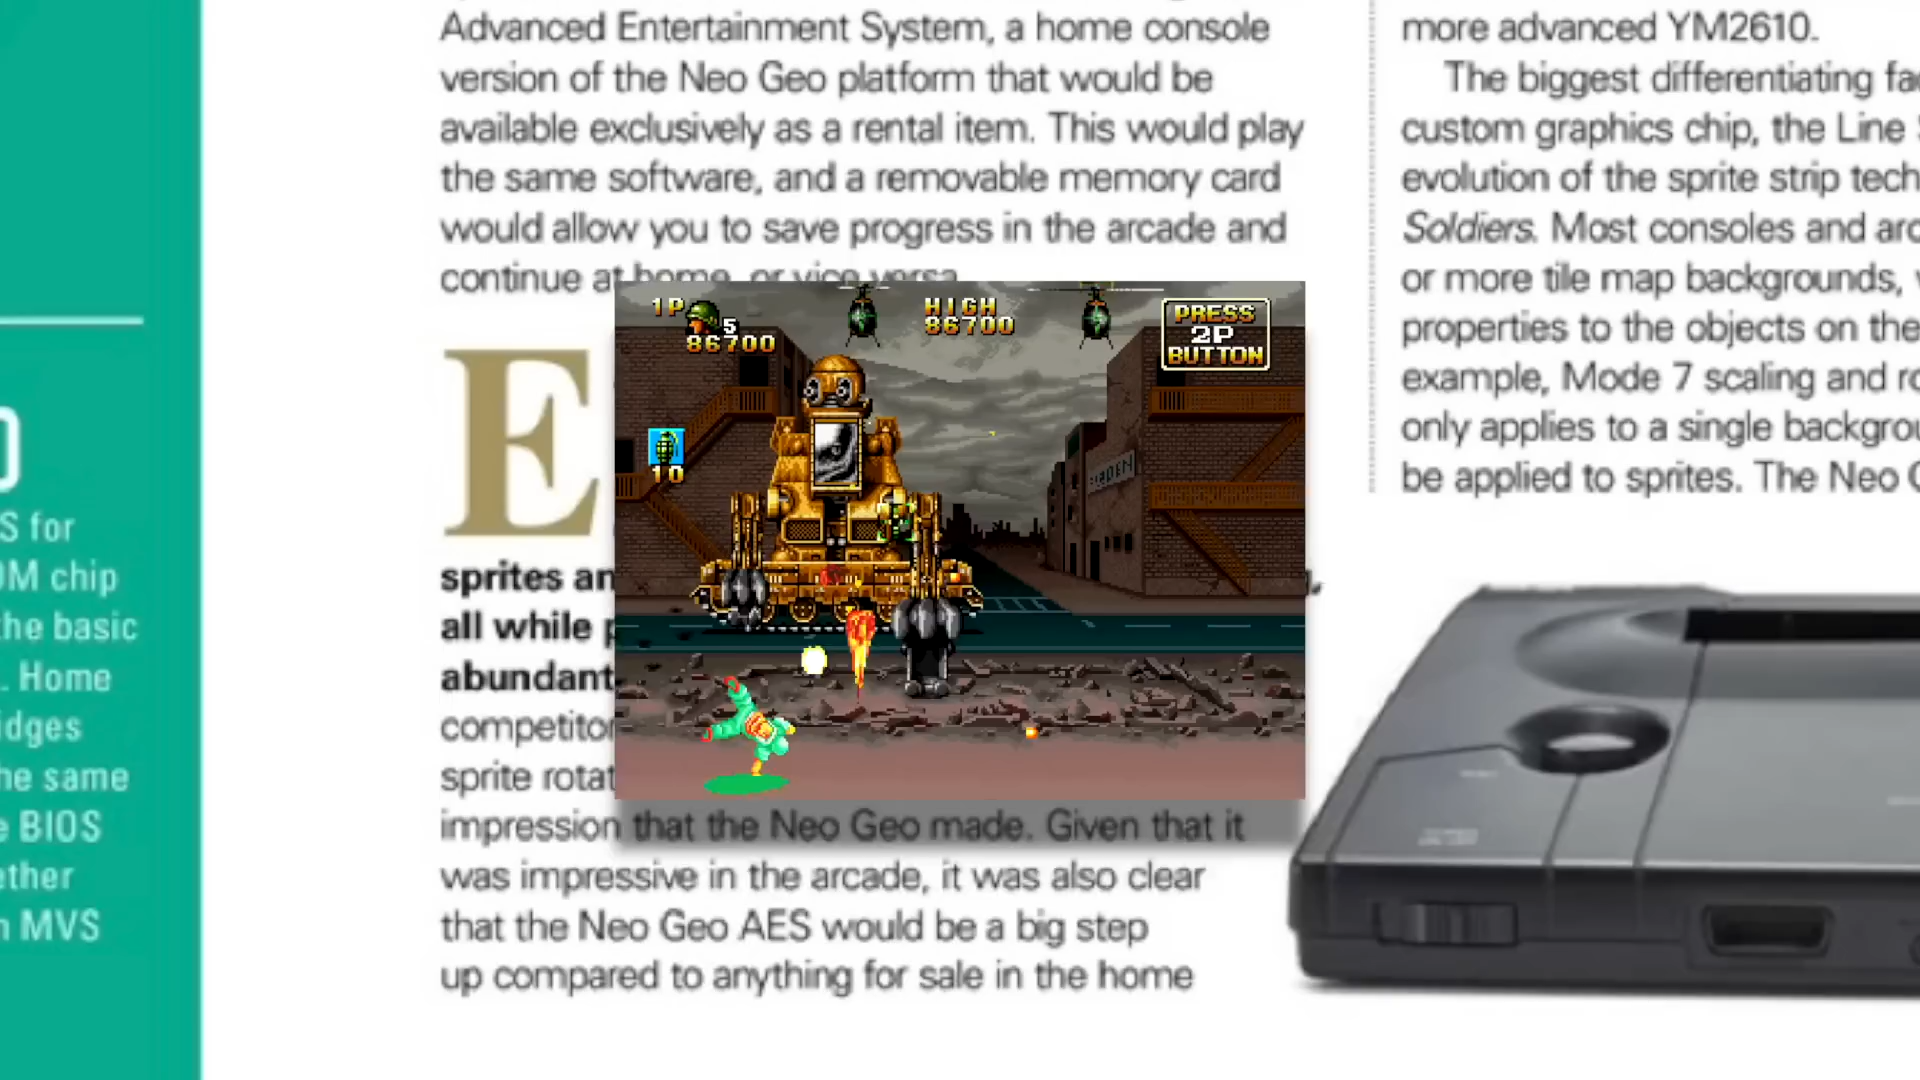 S for
OM chip
the basic
. Home
idges
he same
e BIOS
ether
n MVS
Advanced Entertainment System, a home console
version of the Neo Geo platform that would be
available exclusively as a rental item. This would play
the same software, and a removable memory card
would allow you to save progress in the arcade and
continue at home, or vice versa.
E
sprites an
all while p
abundant
competitor
sprite rotat
impression that the Neo Geo made. Given that it
was impressive in the arcade, it was also clear
that the Neo Geo AES would be a big step
up compared to anything for sale in the home
1P
5
86700
HIGH
86700
PRESS
2P
BUTTON
10
more advanced YM2610.
The biggest differentiating fa
custom graphics chip, the Line
evolution of the sprite strip tech
Soldiers. Most consoles and arc
or more tile map backgrounds,
properties to the objects on the
example, Mode 7 scaling and ro
only applies to a single backgrou
be applied to sprites. The Neo G